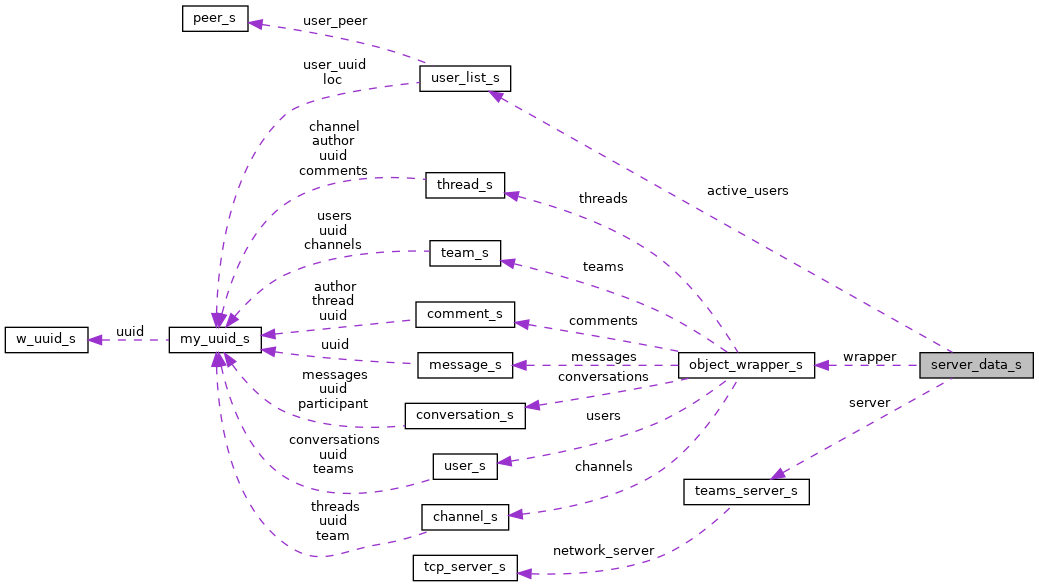 peer_s
user_peer
user_list_s
user_uuid
loc
channel
author
uuid
comments
thread_s
threads
active_users
users
uuid
channels
team_s
teams
author
thread
uuid
comment_s
comments
w_uuid_s
uuid
my_uuid_s
uuid
message_s
messages
object_wrapper_s
wrapper
server_data_s
messages
uuid
participant
conversation_s
conversations
users
server
conversations
uuid
teams
user_s
channels
teams_server_s
threads
uuid
team
channel_s
network_server
tcp_server_s